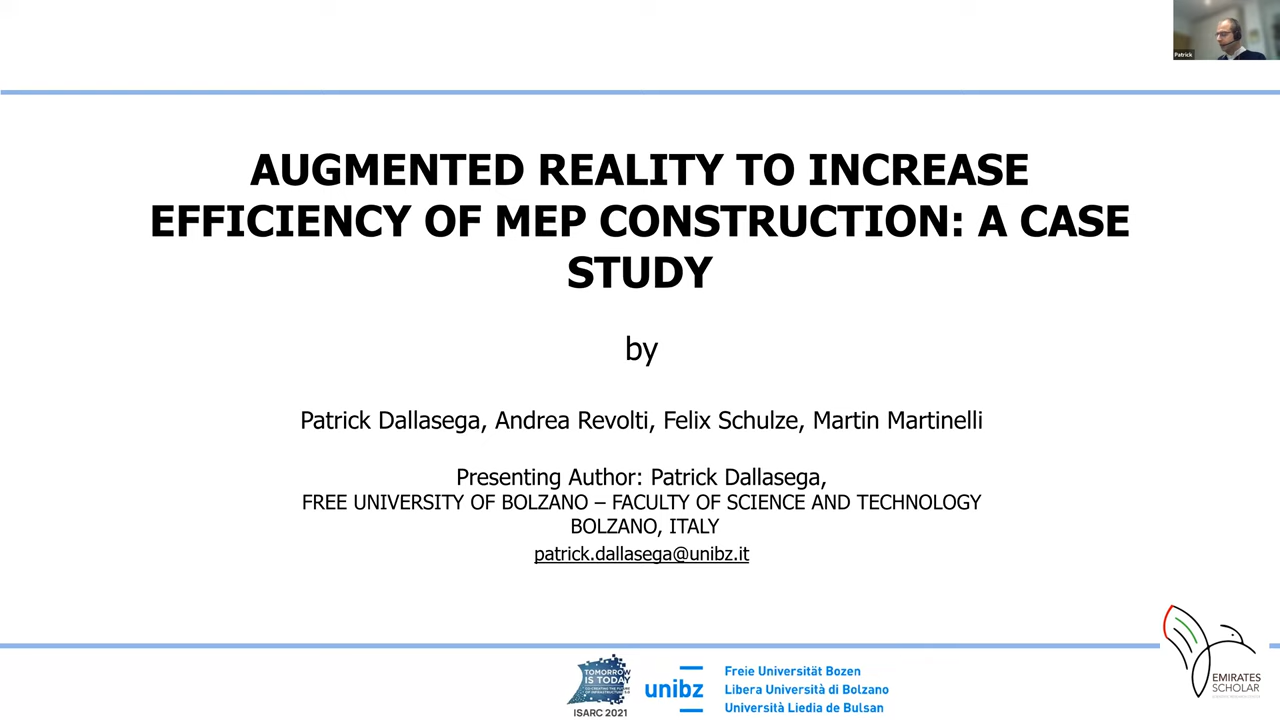 Patrick
AUGMENTED REALITY TO INCREASE
EFFICIENCY OF MEP CONSTRUCTION: A CASE
STUDY
by
Patrick Dallasega, Andrea Revolti, Felix Schulze, Martin Martinelli
Presenting Author: Patrick Dallasega,
FREE UNIVERSITY OF BOLZANO – FACULTY OF SCIENCE AND TECHNOLOGY
BOLZANO, ITALY
patrick.dallasega@unibz.it
TOMORROW
IS TODAY
ISARC 2021
unibz
Freie Universität Bozen
Libera Università di Bolzano
Università Liedia de Bulsan
EMIRATES
SCHOLAR